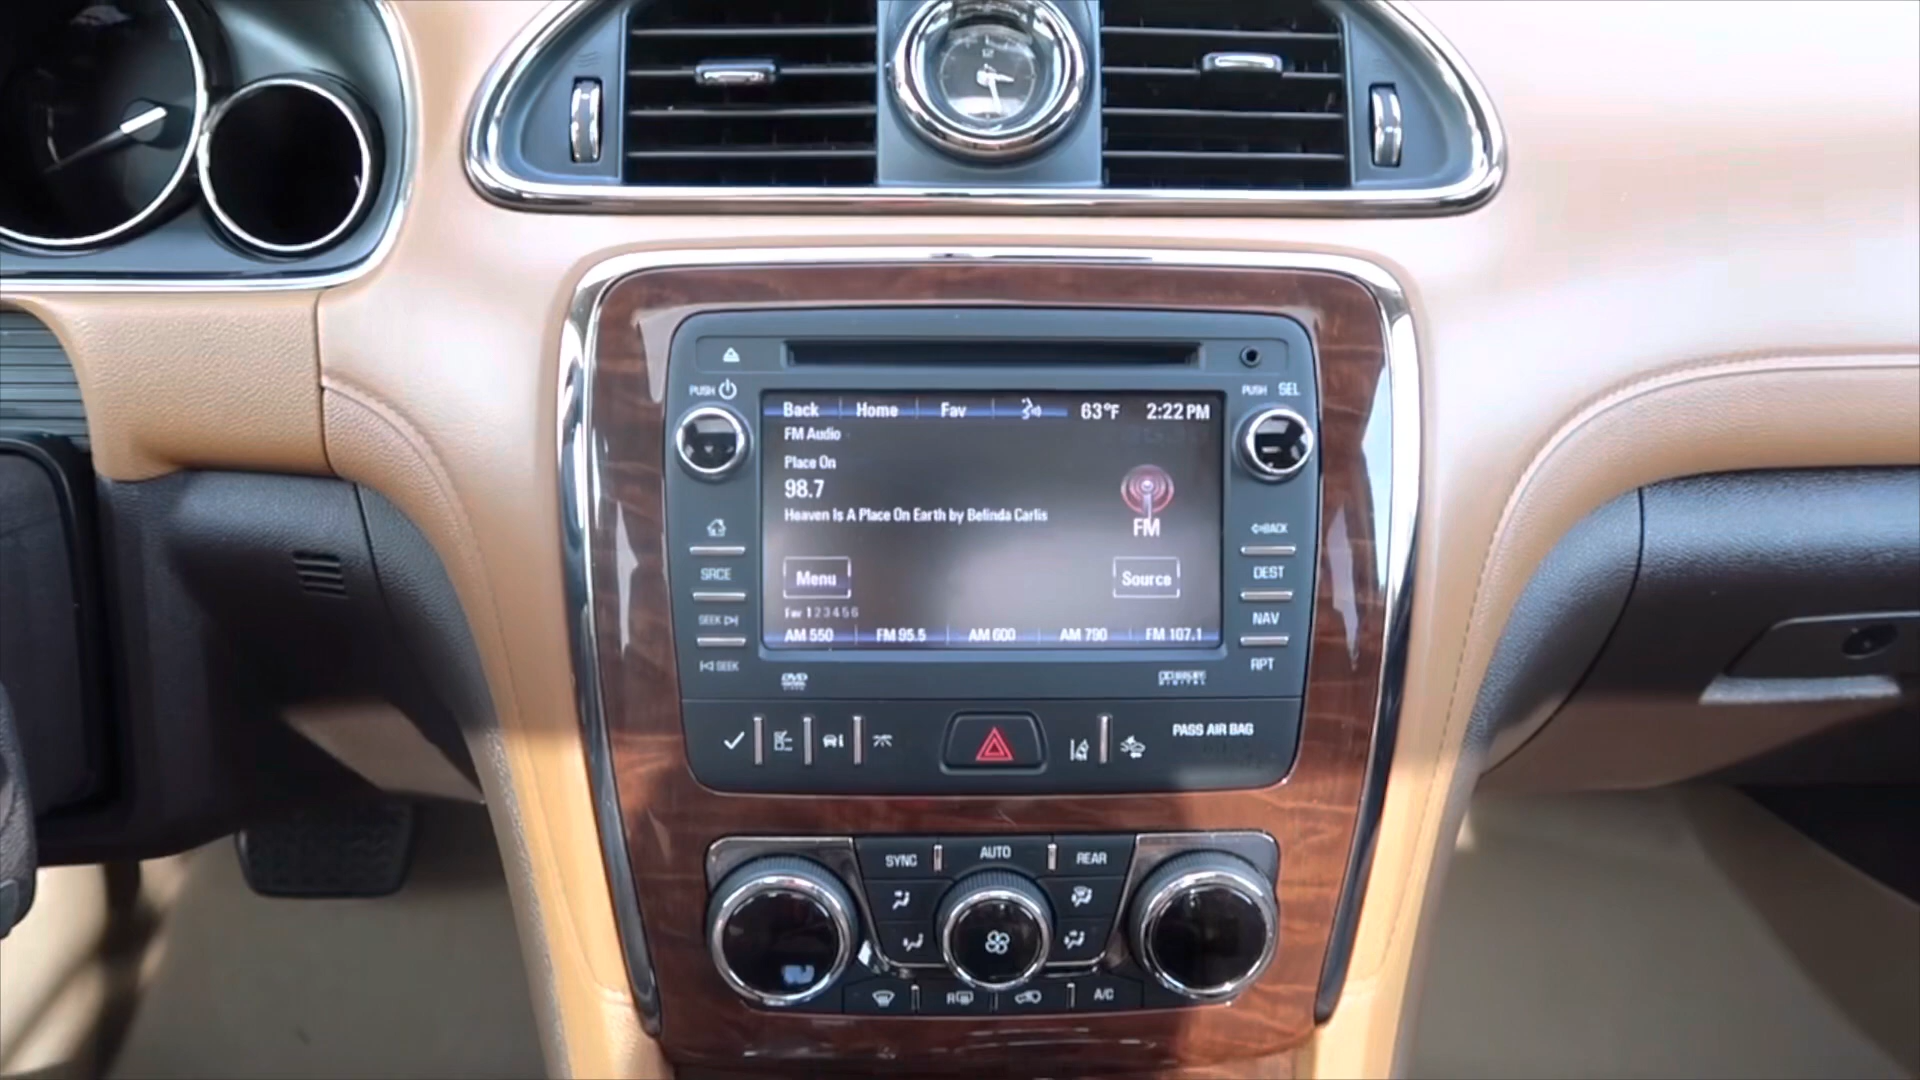 12
PUSH
PUSH SEL
Back Home Fav 63°F 2:22 PM
FM Audio
Place On
98.7
Heaven Is A Place On Earth by Belinda Carlis
FM
Menu
Source
Fav 1 2 3 4 5 6
AM 550 FM 95.5 AM 600 AM 790 FM 107.1
SRCE
SEEK
SEEK
BACK
DEST
NAV
RPT
DVD
DIGITAL
PASS AIR BAG
SYNC AUTO REAR
R A/C